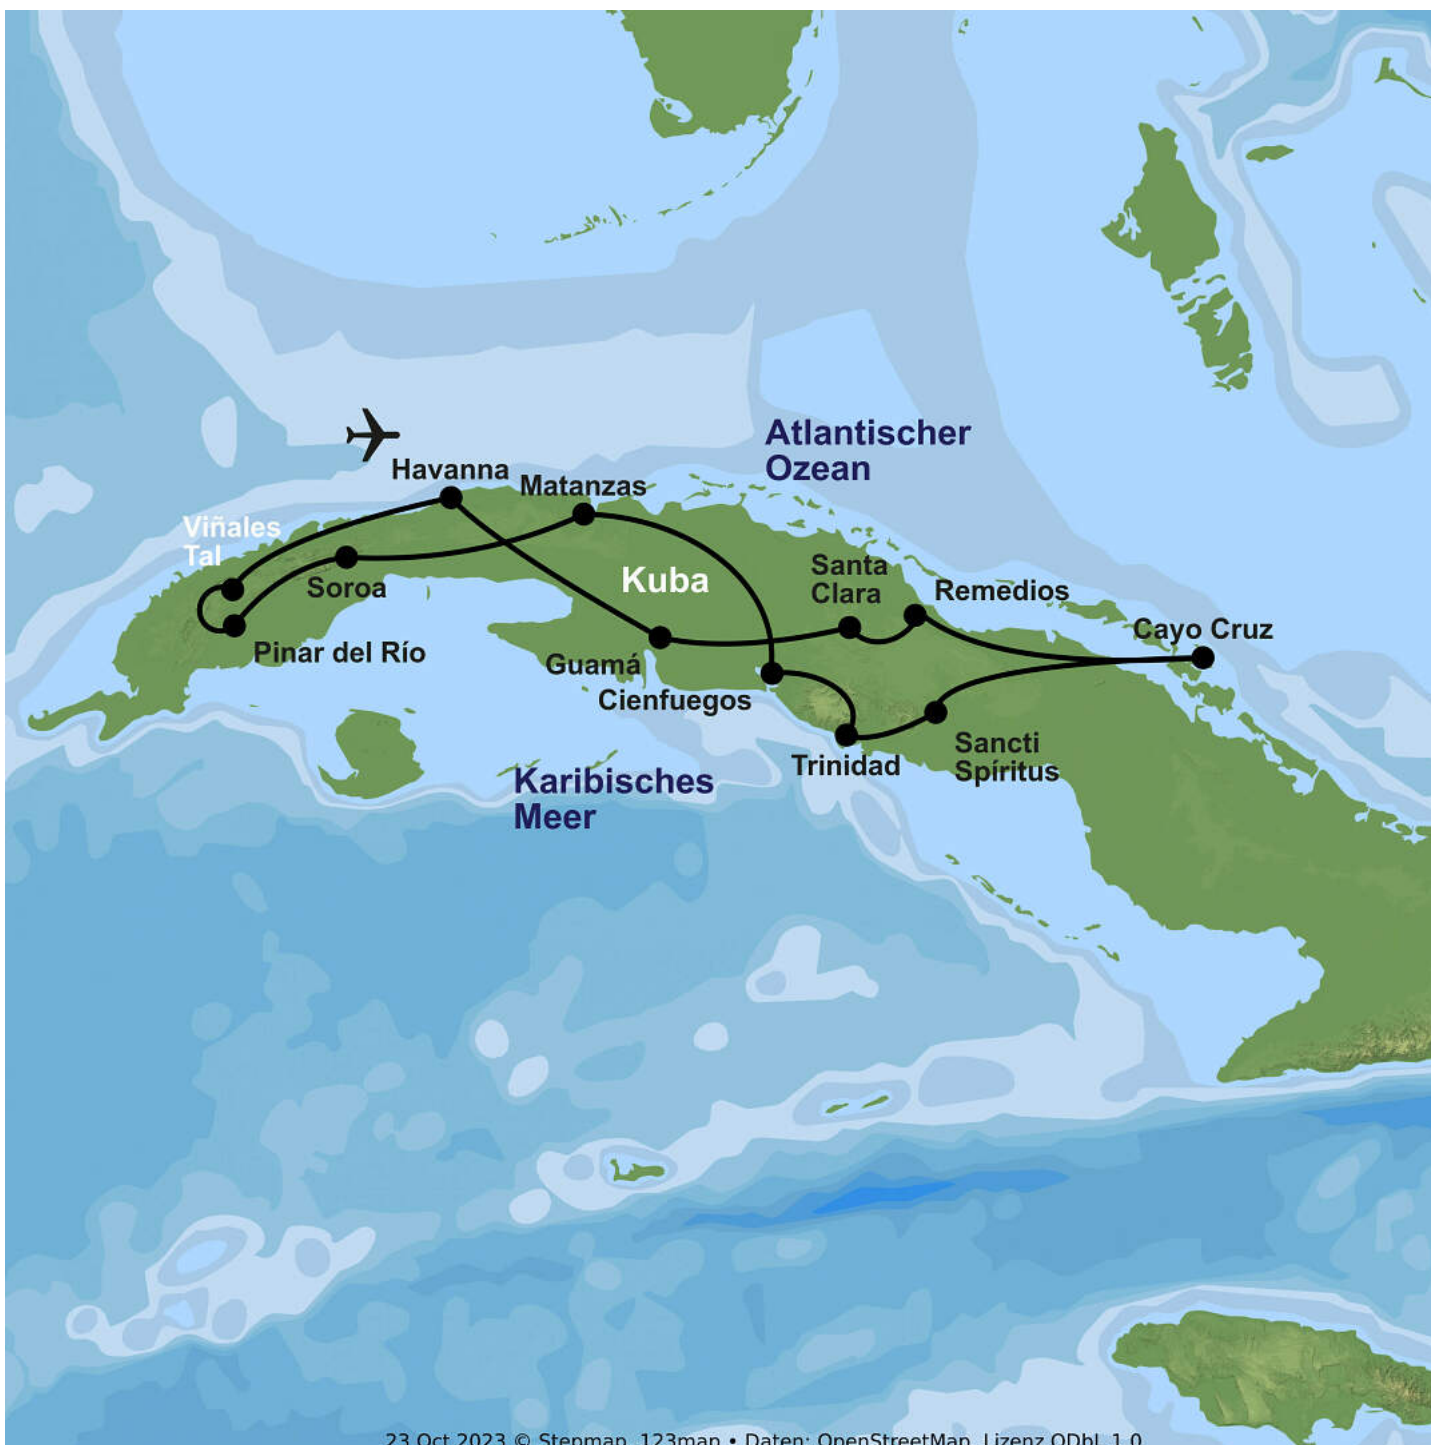 Atlantischer
Ozean
Havanna
Matanzas
Viñales
Tal
Soroa
Kuba
Santa
Clara
Remedios
Cayo Cruz
Pinar del Río
Guamá
Cienfuegos
Trinidad
Sancti
Spíritus
Karibisches
Meer
23 Oct 2023 © Stepmap, 123map • Daten: OpenStreetMap, Lizenz ODbL 1.0